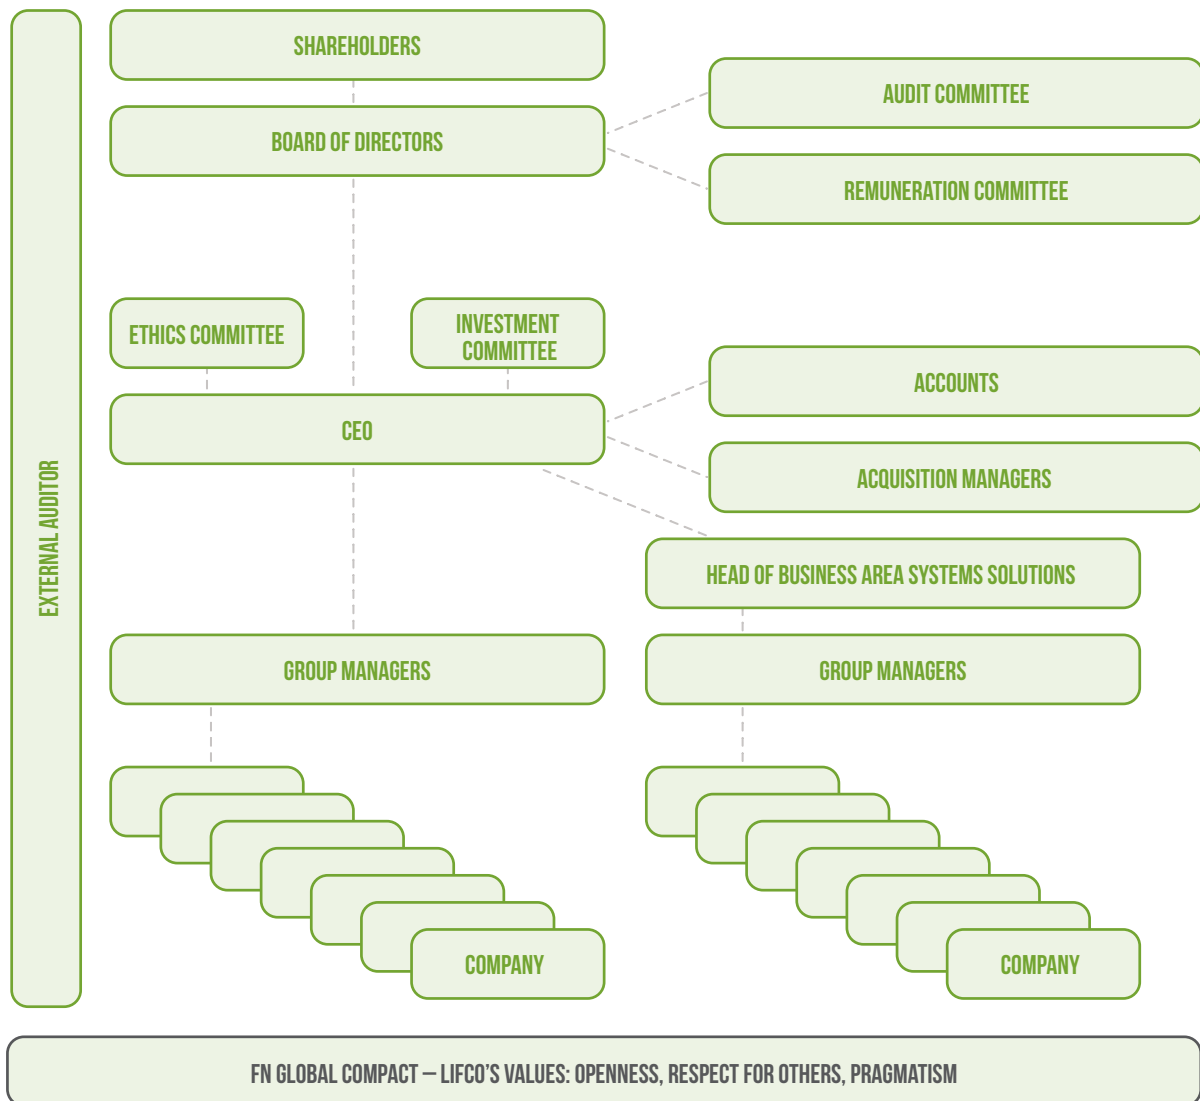 SHAREHOLDERS
AUDIT COMMITTEE
BOARD OF DIRECTORS
REMUNERATION COMMITTEE
ETHICS COMMITTEE
INVESTMENT
COMMITTEE
ACCOUNTS
CEO
ACQUISITION MANAGERS
EXTERNAL AUDITOR
HEAD OF BUSINESS AREA SYSTEMS SOLUTIONS
GROUP MANAGERS
GROUP MANAGERS
COMPANY
COMPANY
FN GLOBAL COMPACT – LIFCO'S VALUES: OPENNESS, RESPECT FOR OTHERS, PRAGMATISM